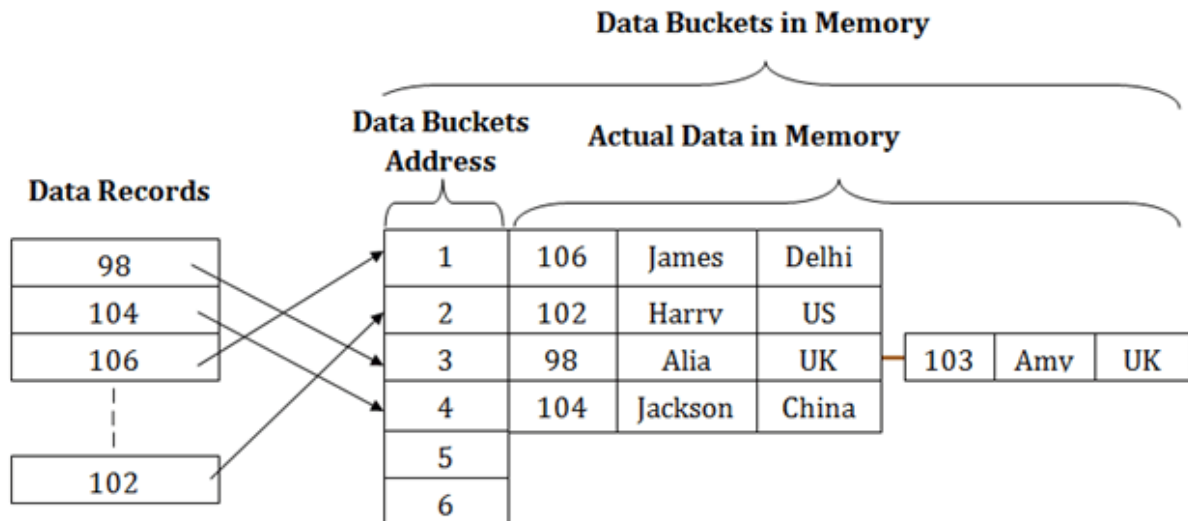 Data Buckets in Memory
Data Buckets
Address
Actual Data in Memory
Data Records
98
104
106
102
1 106 James Delhi
2 102 Harry US
3 98 Alia UK 103 Amy UK
4 104 Jackson China
5
6